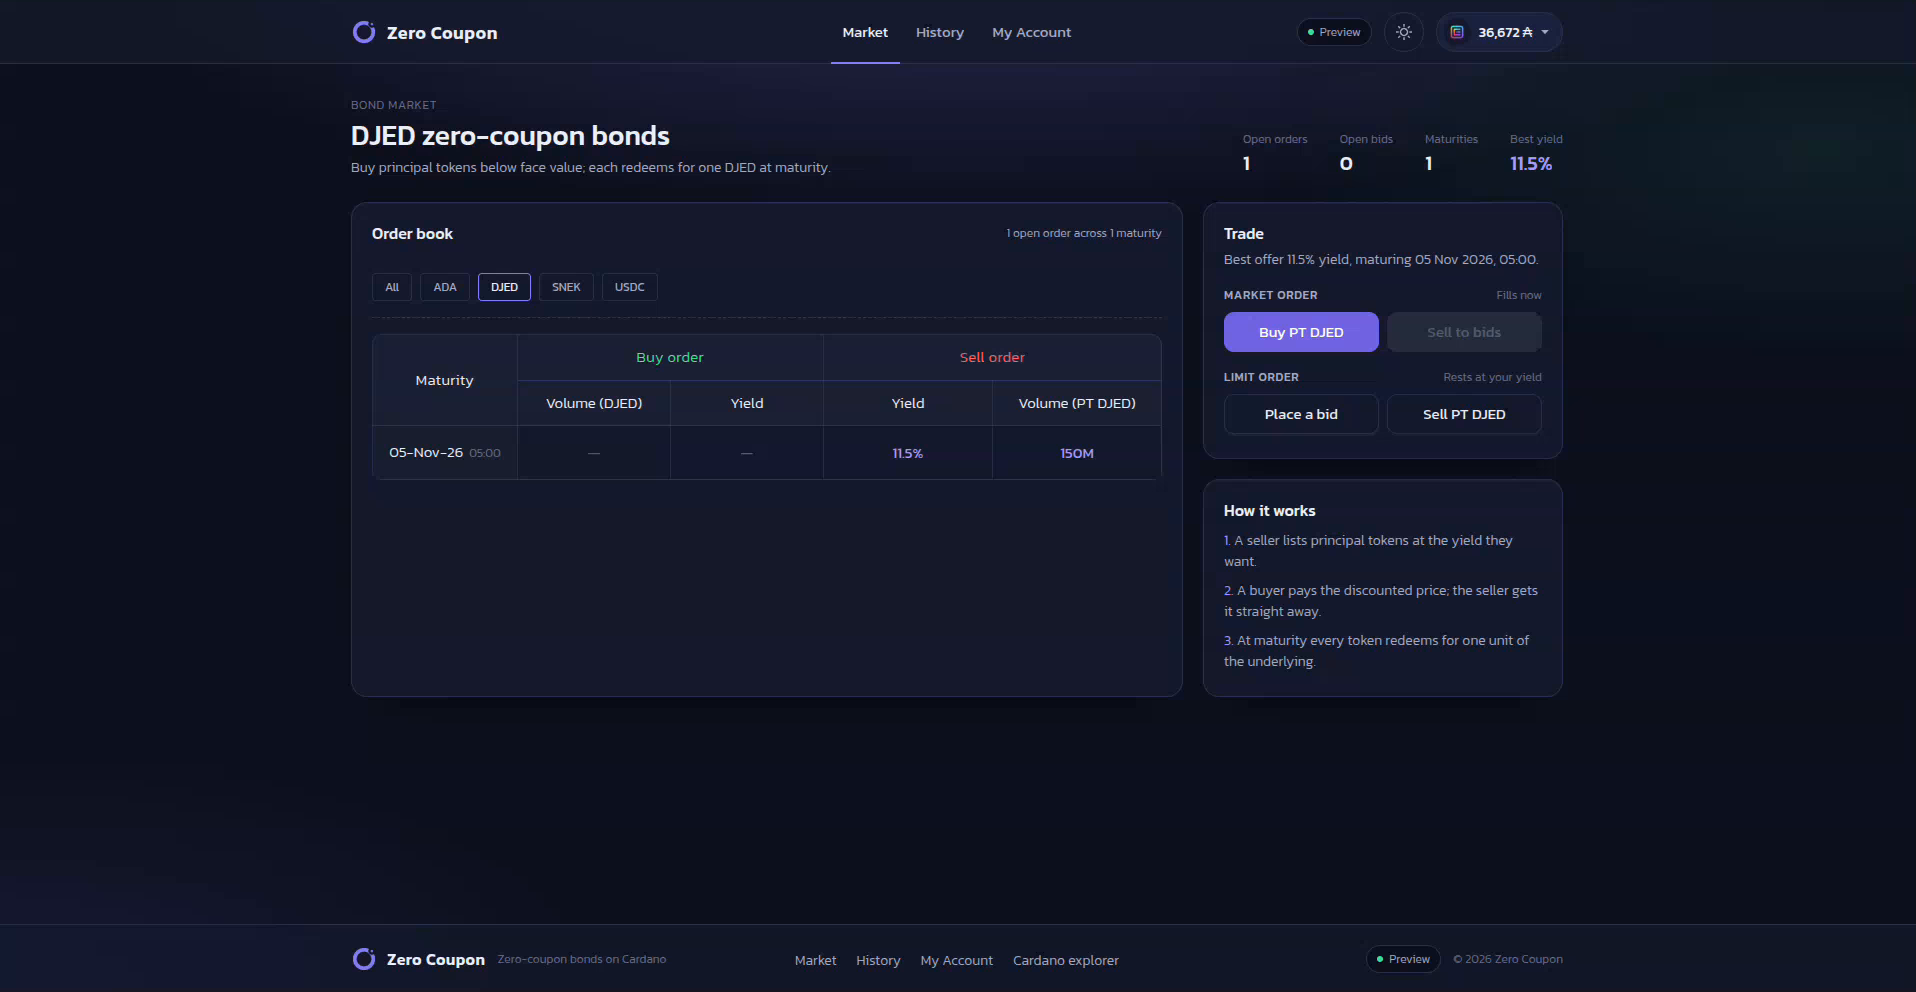 Zero Coupon
Market
History
My Account
Preview
36,672 ₳
BOND MARKET
DJED zero-coupon bonds
Buy principal tokens below face value; each redeems for one DJED at maturity.
Open orders
1
Open bids
0
Maturities
1
Best yield
11.5%
Order book
1 open order across 1 maturity
All
ADA
DJED
SNEK
USDC
Maturity
Buy order
Sell order
Volume (DJED)
Yield
Yield
Volume (PT DJED)
05-Nov-26 05:00
—
—
11.5%
150M
Trade
Best offer 11.5% yield, maturing 05 Nov 2026, 05:00.
MARKET ORDER
Fills now
Buy PT DJED
Sell to bids
LIMIT ORDER
Rests at your yield
Place a bid
Sell PT DJED
How it works
1. A seller lists principal tokens at the yield they
want.
2. A buyer pays the discounted price; the seller gets
it straight away.
3. At maturity every token redeems for one unit of
the underlying.
Zero Coupon
Zero-coupon bonds on Cardano
Market
History
My Account
Cardano explorer
Preview
© 2026 Zero Coupon